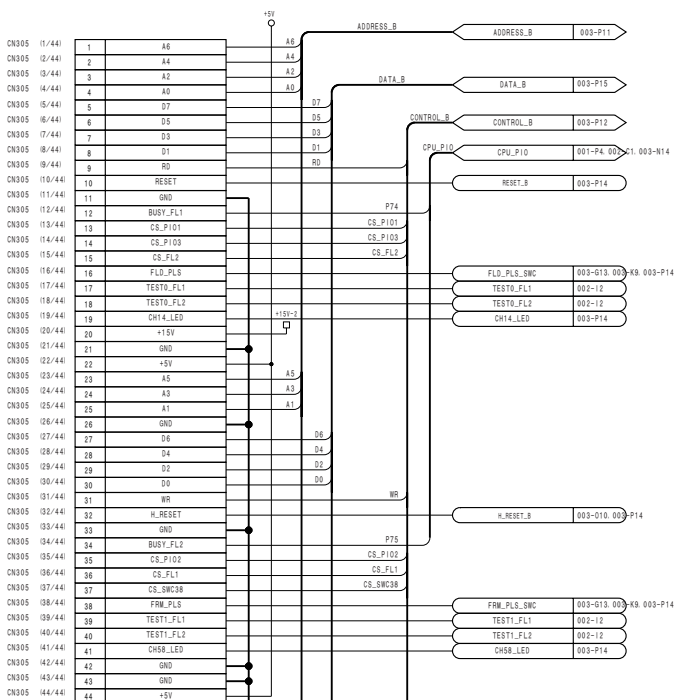 +5V
ADDRESS_B ADDRESS_B 003-P11
CN305 (1/44) 1 A6 A6
CN305 (2/44) 2 A4 A4
CN305 (3/44) 3 A2 A2
DATA_B DATA_B 003-P15
CN305 (4/44) 4 A0 A0
CN305 (5/44) 5 D7 D7
CN305 (6/44) 6 D5 D5
CONTROL_B CONTROL_B 003-P12
CN305 (7/44) 7 D3 D3
CN305 (8/44) 8 D1 D1
CPU_PIO CPU_PIO 001-P4. 002-C1. 003-N14
CN305 (9/44) 9 RD RD
CN305 (10/44) 10 RESET RESET_B 003-P14
CN305 (11/44) 11 GND
CN305 (12/44) 12 BUSY_FL1 P74
CN305 (13/44) 13 CS_PIO1 CS_PIO1
CN305 (14/44) 14 CS_PIO3 CS_PIO3
CN305 (15/44) 15 CS_FL2 CS_FL2
CN305 (16/44) 16 FLD_PLS FLD_PLS_SWC 003-G13. 003-K9. 003-P14
CN305 (17/44) 17 TEST0_FL1 TEST0_FL1 002-I2
CN305 (18/44) 18 TEST0_FL2 TEST0_FL2 002-I2
CN305 (19/44) 19 CH14_LED +15V-2 CH14_LED 003-P14
CN305 (20/44) 20 +15V
CN305 (21/44) 21 GND
CN305 (22/44) 22 +5V
CN305 (23/44) 23 A5 A5
CN305 (24/44) 24 A3 A3
CN305 (25/44) 25 A1 A1
CN305 (26/44) 26 GND
CN305 (27/44) 27 D6 D6
CN305 (28/44) 28 D4 D4
CN305 (29/44) 29 D2 D2
CN305 (30/44) 30 D0 D0
CN305 (31/44) 31 WR WR
CN305 (32/44) 32 H_RESET H_RESET_B 003-O10. 003-P14
CN305 (33/44) 33 GND
CN305 (34/44) 34 BUSY_FL2 P75
CN305 (35/44) 35 CS_PIO2 CS_PIO2
CN305 (36/44) 36 CS_FL1 CS_FL1
CN305 (37/44) 37 CS_SWC38 CS_SWC38
CN305 (38/44) 38 FRM_PLS FRM_PLS_SWC 003-G13. 003-K9. 003-P14
CN305 (39/44) 39 TEST1_FL1 TEST1_FL1 002-I2
CN305 (40/44) 40 TEST1_FL2 TEST1_FL2 002-I2
CN305 (41/44) 41 CH58_LED CH58_LED 003-P14
CN305 (42/44) 42 GND
CN305 (43/44) 43 GND
CN305 (44/44) 44 +5V